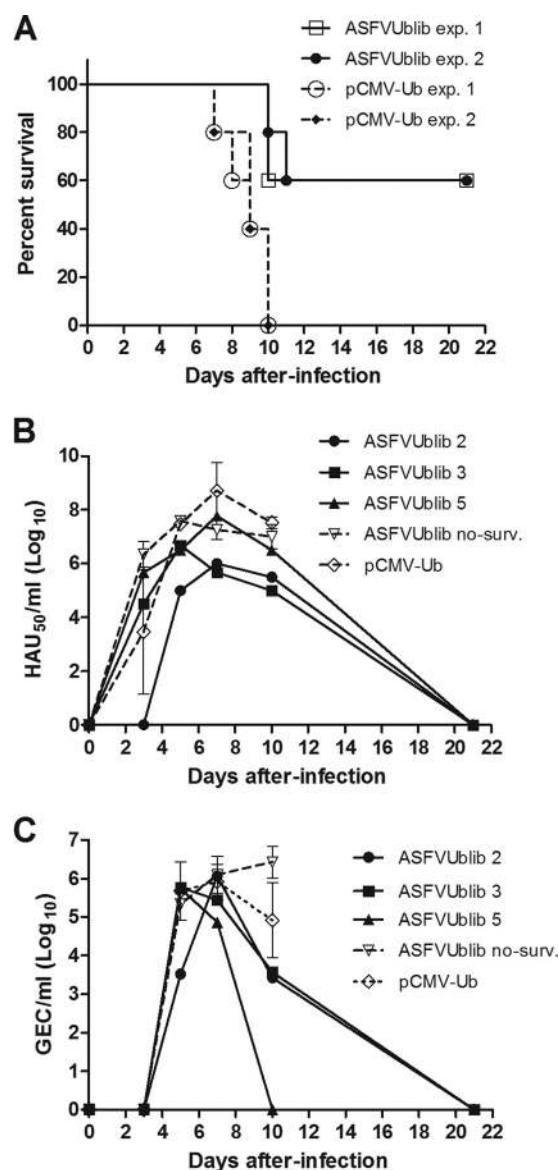 A
ASFVUblib exp. 1
ASFVUblib exp. 2
pCMV-Ub exp. 1
pCMV-Ub exp. 2
Percent survival
100
80
60
40
20
0
0 2 4 6 8 10 12 14 16 18 20 22
Days after-infection
B
ASFVUblib 2
ASFVUblib 3
ASFVUblib 5
ASFVUblib no-surv.
pCMV-Ub
HAU50/ml (Log10)
10
8
6
4
2
0
0 2 4 6 8 10 12 14 16 18 20 22
Days after-infection
C
ASFVUblib 2
ASFVUblib 3
ASFVUblib 5
ASFVUblib no-surv.
pCMV-Ub
GEC/ml (Log10)
7
6
5
4
3
2
1
0
0 2 4 6 8 10 12 14 16 18 20 22
Days after-infection